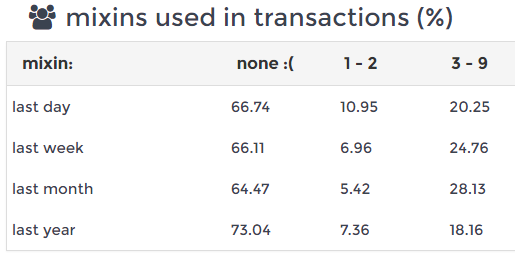 mixins used in transactions (%)
mixin: none :( 1 - 2 3 - 9
last day 66.74 10.95 20.25
last week 66.11 6.96 24.76
last month 64.47 5.42 28.13
last year 73.04 7.36 18.16